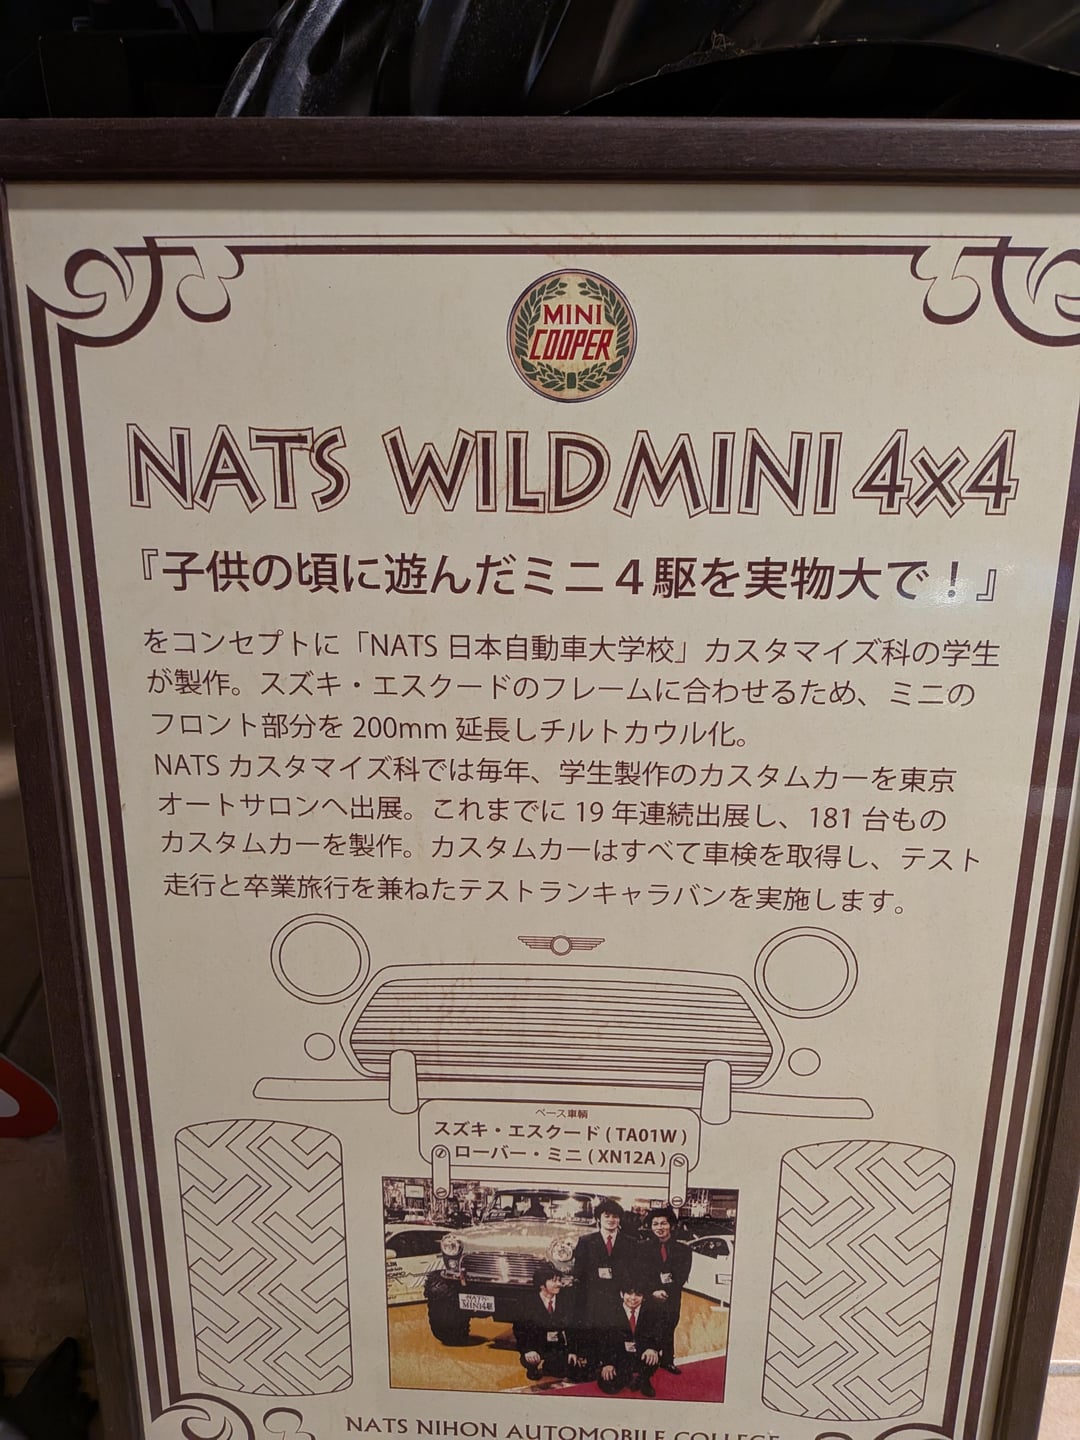 MINI
COOPER
NATS WILD MINI 4x4
『子供の頃に遊んだミニ４駆を実物大で！』
をコンセプトに「NATS 日本自動車大学校」カスタマイズ科の学生
が製作。スズキ・エスクードのフレームに合わせるため、ミニの
フロント部分を 200mm 延長しチルトカウル化。
NATS カスタマイズ科では毎年、学生製作のカスタムカーを東京
オートサロンへ出展。これまでに 19 年連続出展し、181 台もの
カスタムカーを製作。カスタムカーはすべて車検を取得し、テスト
走行と卒業旅行を兼ねたテストランキャラバンを実施します。
ベース車輌
スズキ・エスクード ( TA01W )
ローバー・ミニ ( XN12A )
NATS
MINI4駆
NATS NIHON AUTOMOBILE COLLEGE